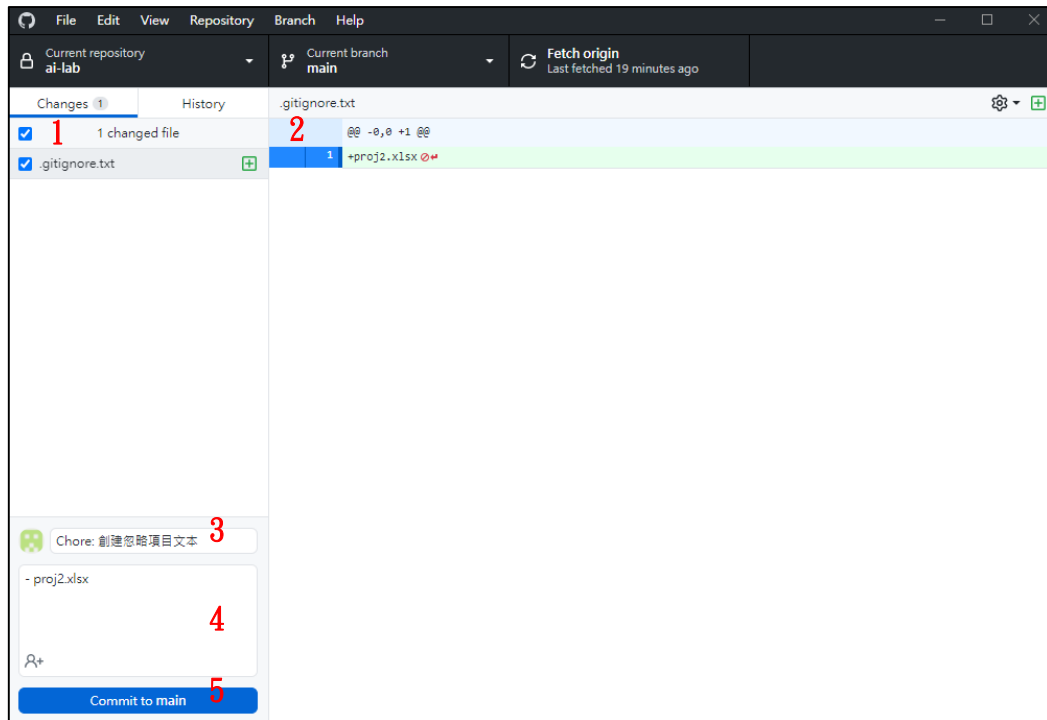 File Edit View Repository Branch Help
Current repository
ai-lab
Current branch
main
Fetch origin
Last fetched 19 minutes ago
Changes 1 History
.gitignore.txt
1 1 changed file
2 @@ -0,0 +1 @@
.gitignore.txt
1 +proj2.xlsx
3
Chore: 創建忽略項目文本
- proj2.xlsx
4
Commit to main 5